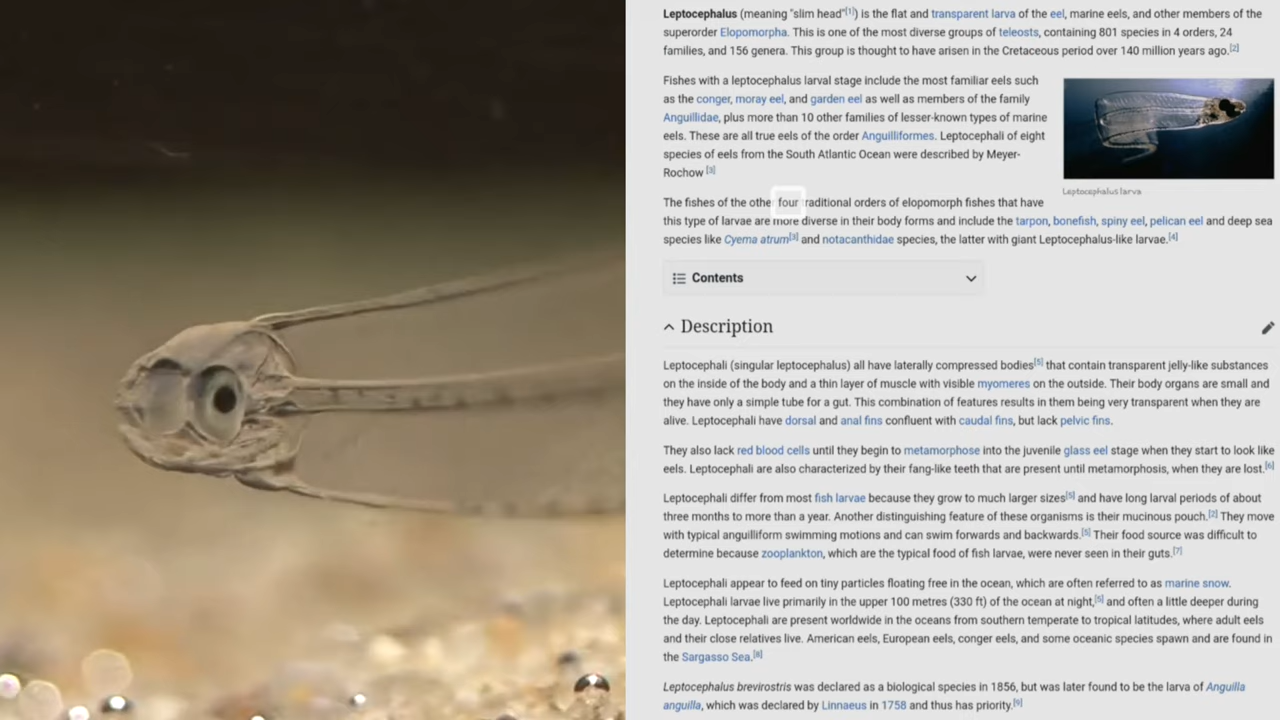 Leptocephalus (meaning "slim head"[1]) is the flat and transparent larva of the eel, marine eels, and other members of the
superorder Elopomorpha. This is one of the most diverse groups of teleosts, containing 801 species in 4 orders, 24
families, and 156 genera. This group is thought to have arisen in the Cretaceous period over 140 million years ago.[2]
Fishes with a leptocephalus larval stage include the most familiar eels such
as the conger, moray eel, and garden eel as well as members of the family
Anguillidae, plus more than 10 other families of lesser-known types of marine
eels. These are all true eels of the order Anguilliformes. Leptocephali of eight
species of eels from the South Atlantic Ocean were described by Meyer-
Rochow [3]
Leptocephalus larva
The fishes of the other four traditional orders of elopomorph fishes that have
this type of larvae are more diverse in their body forms and include the tarpon, bonefish, spiny eel, pelican eel and deep sea
species like Cyema atrum[3] and notacanthidae species, the latter with giant Leptocephalus-like larvae.[4]
Contents
Description
Leptocephali (singular leptocephalus) all have laterally compressed bodies[5] that contain transparent jelly-like substances
on the inside of the body and a thin layer of muscle with visible myomeres on the outside. Their body organs are small and
they have only a simple tube for a gut. This combination of features results in them being very transparent when they are
alive. Leptocephali have dorsal and anal fins confluent with caudal fins, but lack pelvic fins.
They also lack red blood cells until they begin to metamorphose into the juvenile glass eel stage when they start to look like
eels. Leptocephali are also characterized by their fang-like teeth that are present until metamorphosis, when they are lost.[6]
Leptocephali differ from most fish larvae because they grow to much larger sizes[5] and have long larval periods of about
three months to more than a year. Another distinguishing feature of these organisms is their mucinous pouch.[2] They move
with typical anguilliform swimming motions and can swim forwards and backwards.[5] Their food source was difficult to
determine because zooplankton, which are the typical food of fish larvae, were never seen in their guts.[7]
Leptocephali appear to feed on tiny particles floating free in the ocean, which are often referred to as marine snow.
Leptocephali larvae live primarily in the upper 100 metres (330 ft) of the ocean at night,[5] and often a little deeper during
the day. Leptocephali are present worldwide in the oceans from southern temperate to tropical latitudes, where adult eels
and their close relatives live. American eels, European eels, conger eels, and some oceanic species spawn and are found in
the Sargasso Sea.[8]
Leptocephalus brevirostris was declared as a biological species in 1856, but was later found to be the larva of Anguilla
anguilla, which was declared by Linnaeus in 1758 and thus has priority.[9]